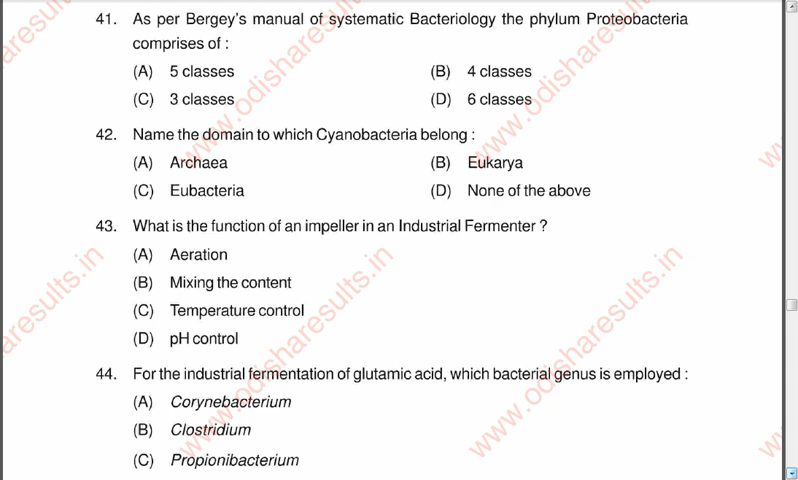 41. As per Bergey's manual of systematic Bacteriology the phylum Proteobacteria
comprises of :
(A) 5 classes (B) 4 classes
(C) 3 classes (D) 6 classes
42. Name the domain to which Cyanobacteria belong :
(A) Archaea (B) Eukarya
(C) Eubacteria (D) None of the above
43. What is the function of an impeller in an Industrial Fermenter ?
(A) Aeration
(B) Mixing the content
(C) Temperature control
(D) pH control
44. For the industrial fermentation of glutamic acid, which bacterial genus is employed :
(A) Corynebacterium
(B) Clostridium
(C) Propionibacterium
www.odisharesults.in
www.odisharesults.in
www.odisharesults.in
www.odisharesults.in
aresults.in
aresults.in